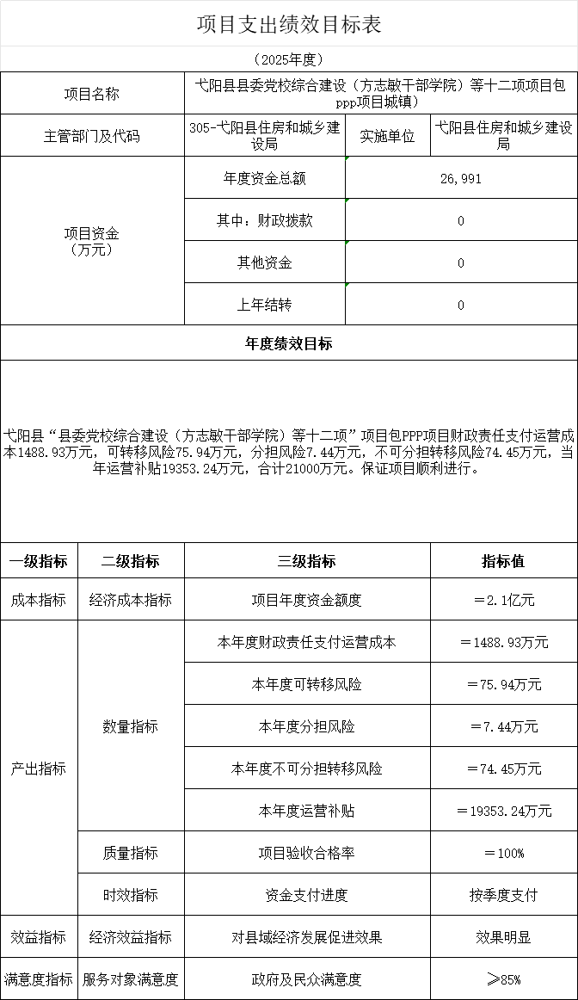 项目支出绩效目标表
（2025年度）
项目名称
弋阳县县委党校综合建设（方志敏干部学院）等十二项项目包
ppp项目城镇）
主管部门及代码
305-弋阳县住房和城乡建
设局
实施单位
弋阳县住房和城乡建设
局
项目资金
（万元）
年度资金总额
26,991
其中：财政拨款
0
其他资金
0
上年结转
0
年度绩效目标
弋阳县“县委党校综合建设（方志敏干部学院）等十二项”项目包PPP项目财政责任支付运营成
本1488.93万元，可转移风险75.94万元，分担风险7.44万元，不可分担转移风险74.45万元，当
年运营补贴19353.24万元，合计21000万元。保证项目顺利进行。
一级指标 二级指标 三级指标 指标值
成本指标 经济成本指标 项目年度资金额度 ＝2.1亿元
产出指标
数量指标
本年度财政责任支付运营成本 ＝1488.93万元
本年度可转移风险 ＝75.94万元
本年度分担风险 ＝7.44万元
本年度不可分担转移风险 ＝74.45万元
本年度运营补贴 ＝19353.24万元
质量指标 项目验收合格率 ＝100%
时效指标 资金支付进度 按季度支付
效益指标 经济效益指标 对县域经济发展促进效果 效果明显
满意度指标 服务对象满意度 政府及民众满意度 ≥85%